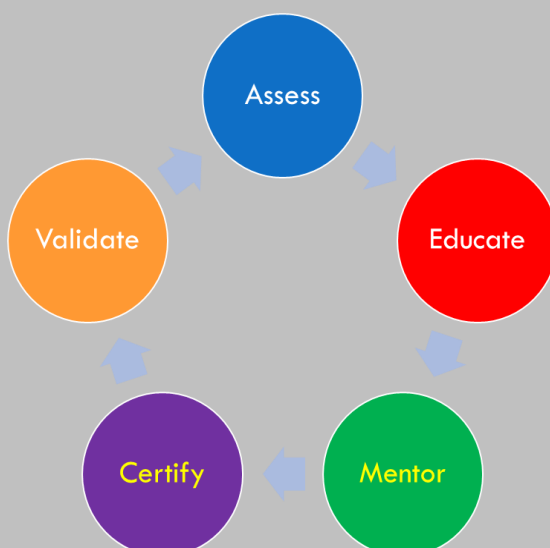 Assess
Educate
Mentor
Certify
Validate